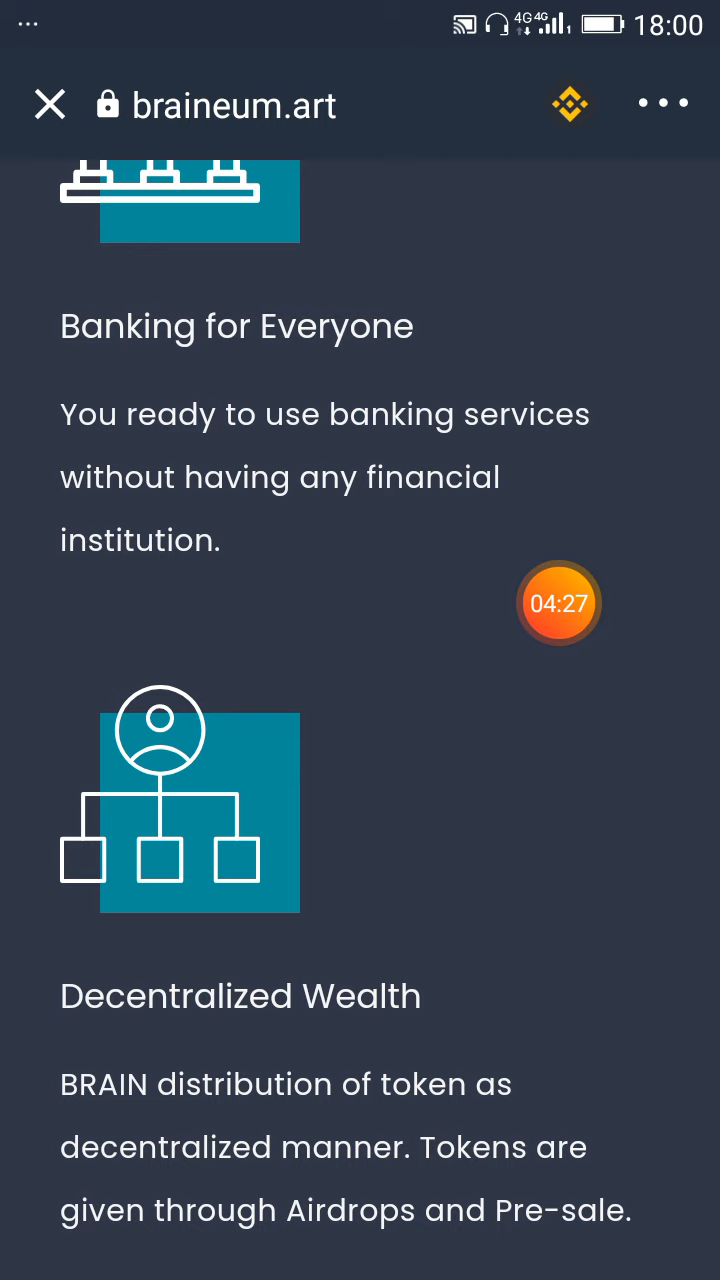 ...
18:00
braineum.art
Banking for Everyone
You ready to use banking services
without having any financial
institution.
04:27
Decentralized Wealth
BRAIN distribution of token as
decentralized manner. Tokens are
given through Airdrops and Pre-sale.